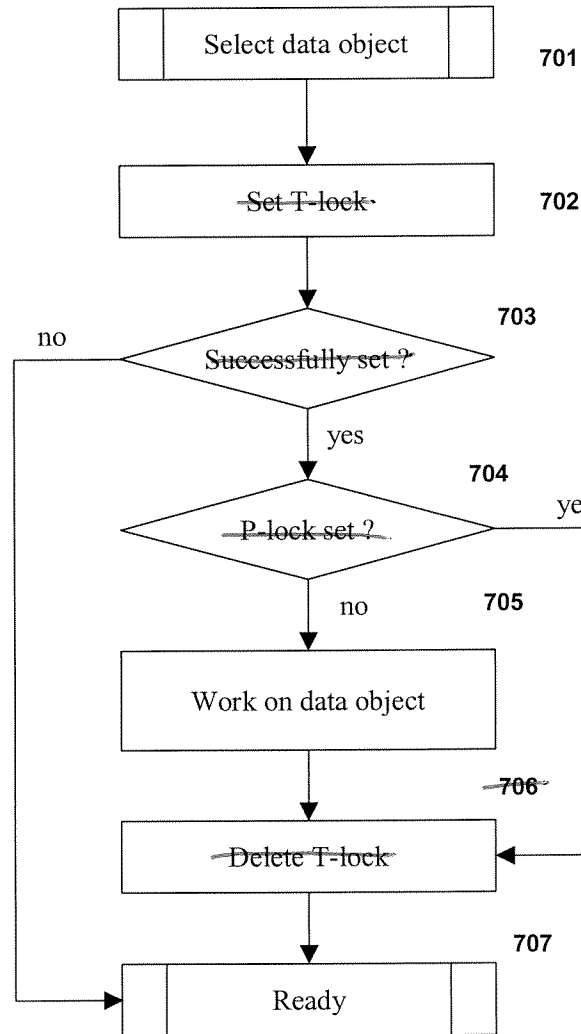 Select data object
701
Set T-lock
702
703
no
Successfully set ?
yes
704
P-lock set ?
ye
705
no
Work on data object
706
Delete T-lock
707
Ready